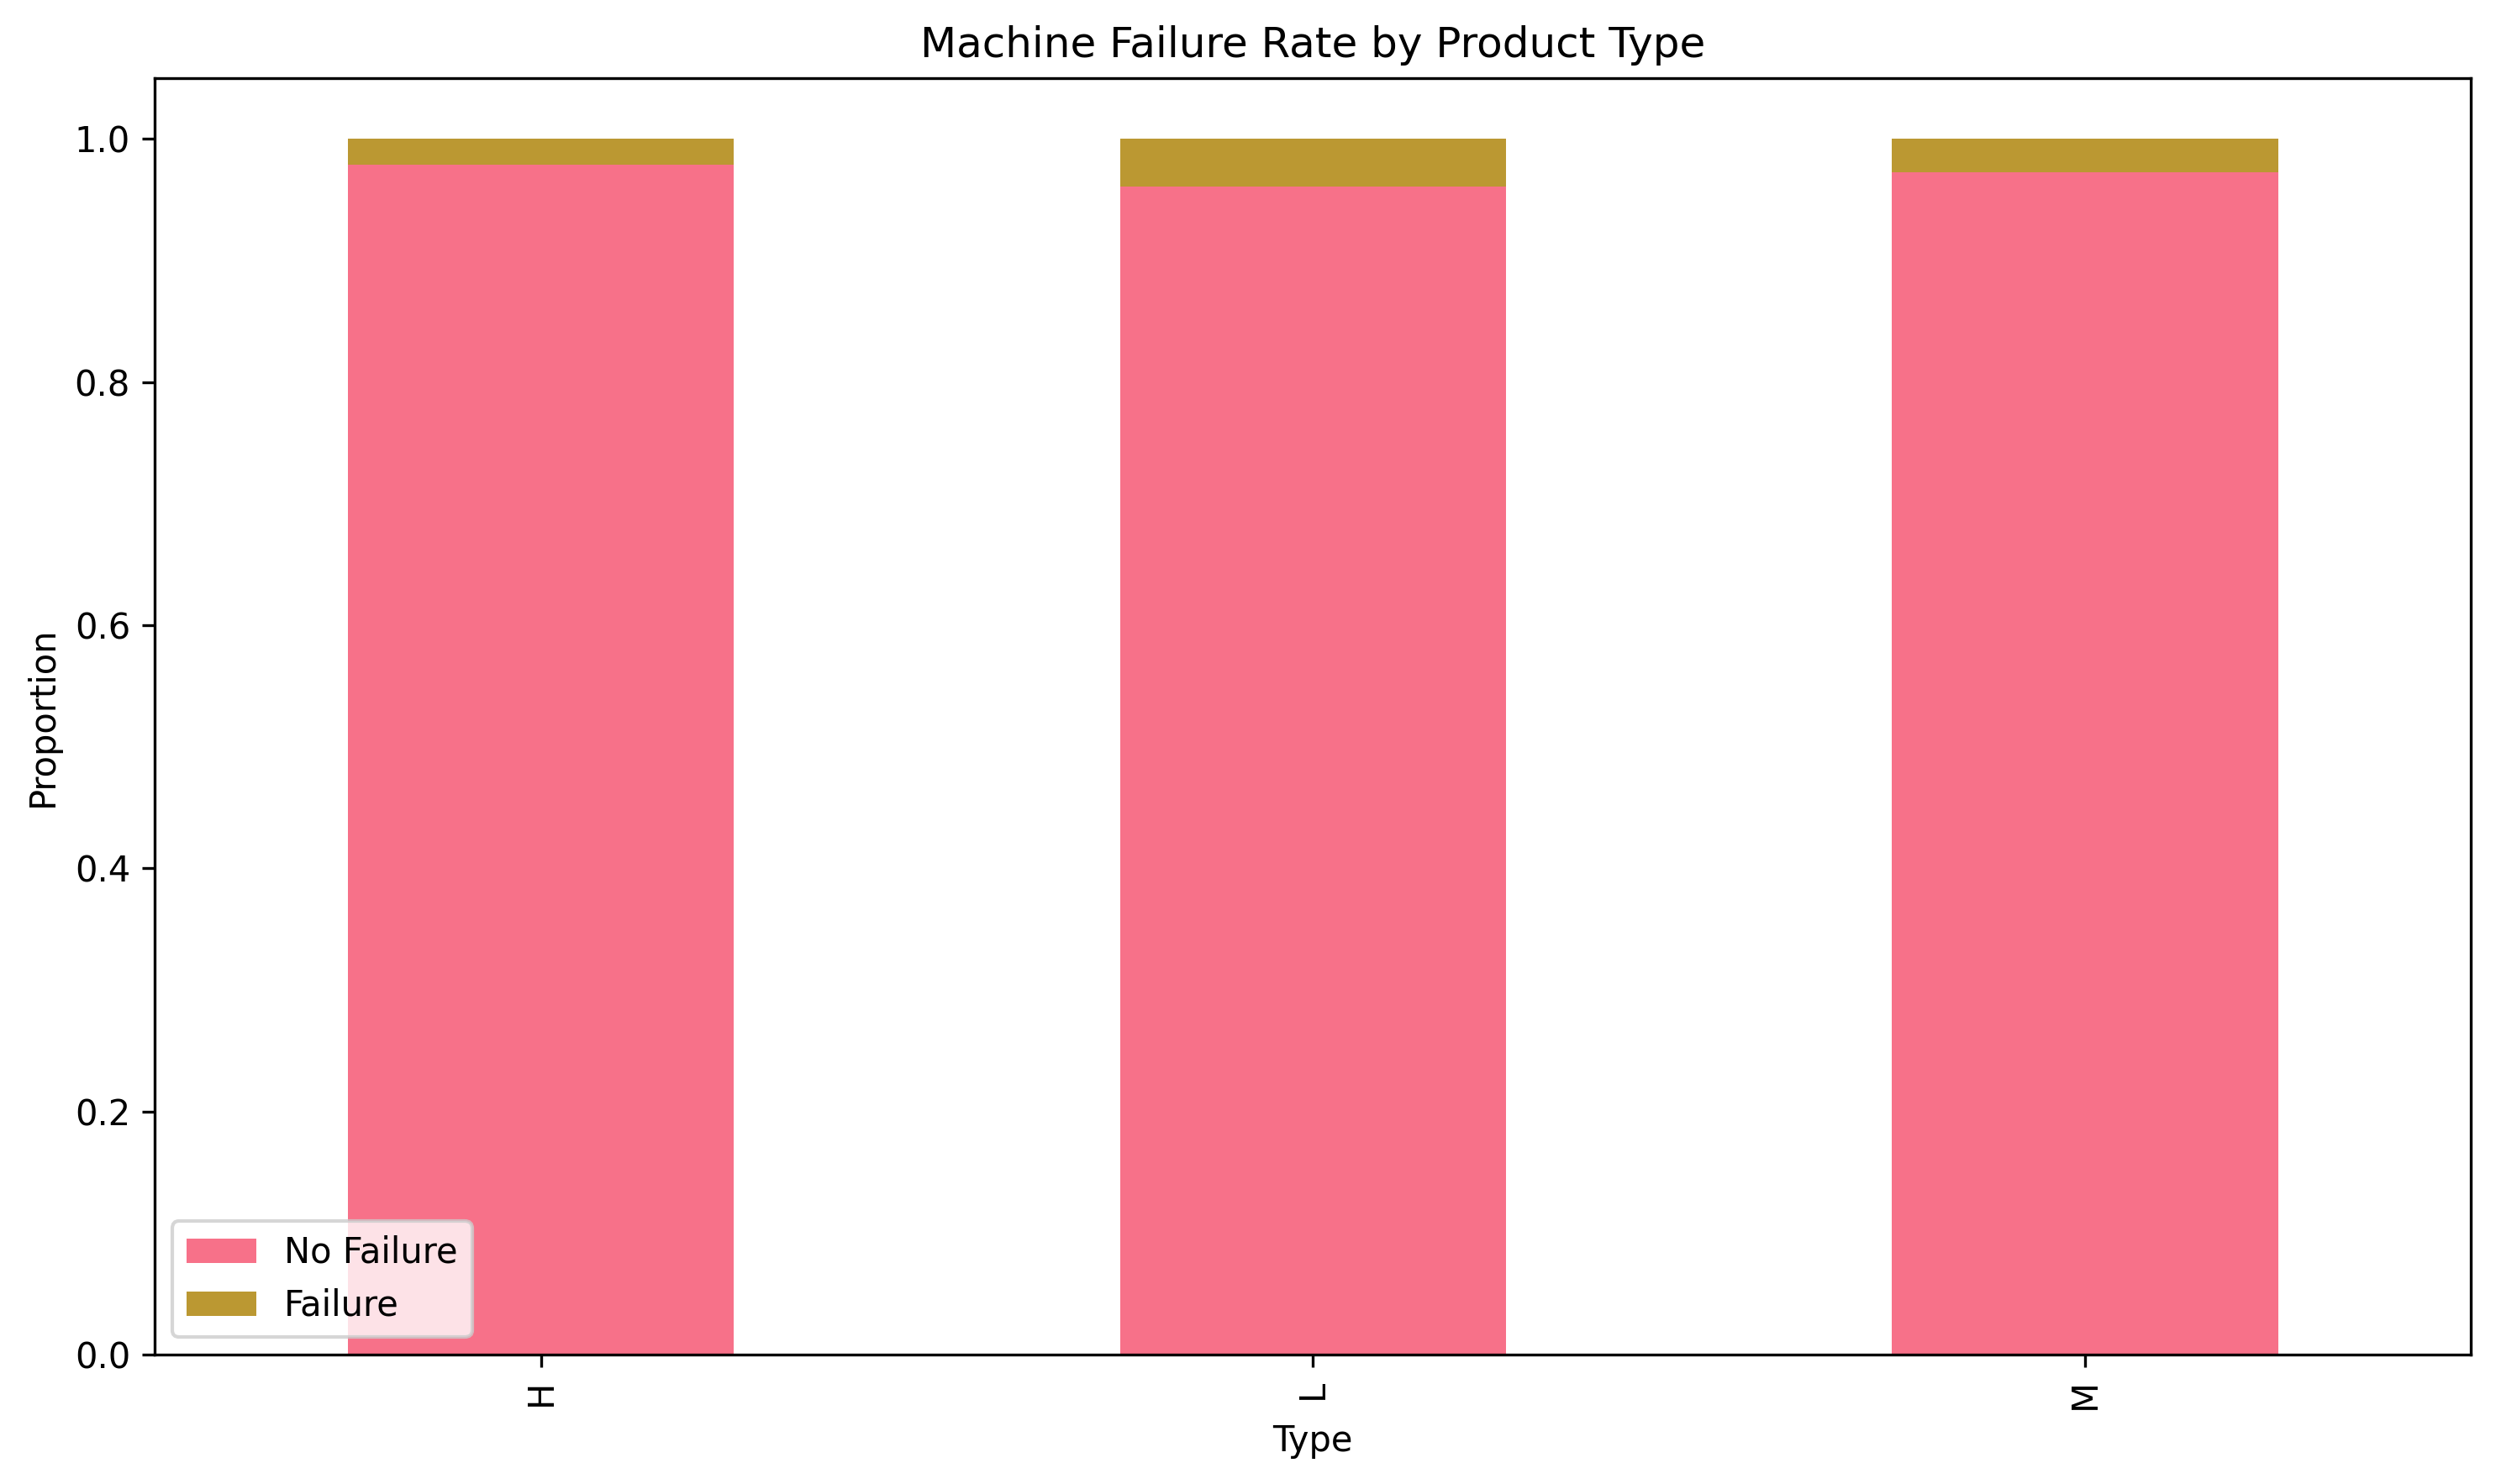 Machine Failure Rate by Product Type
1.0
0.8
0.6
0.4
0.2
0.0
Proportion
No Failure
Failure
H
L
M
Type